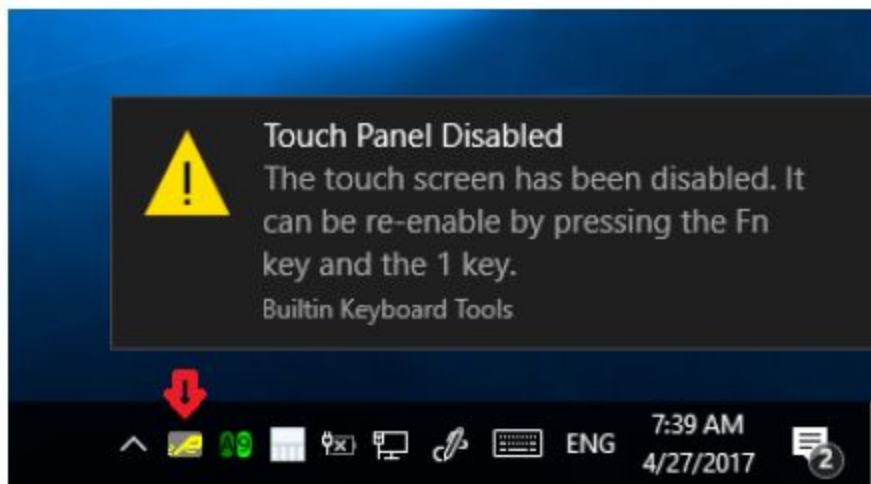 Touch Panel Disabled
The touch screen has been disabled. It
can be re-enable by pressing the Fn
key and the 1 key.
Builtin Keyboard Tools
ENG
7:39 AM
4/27/2017
2